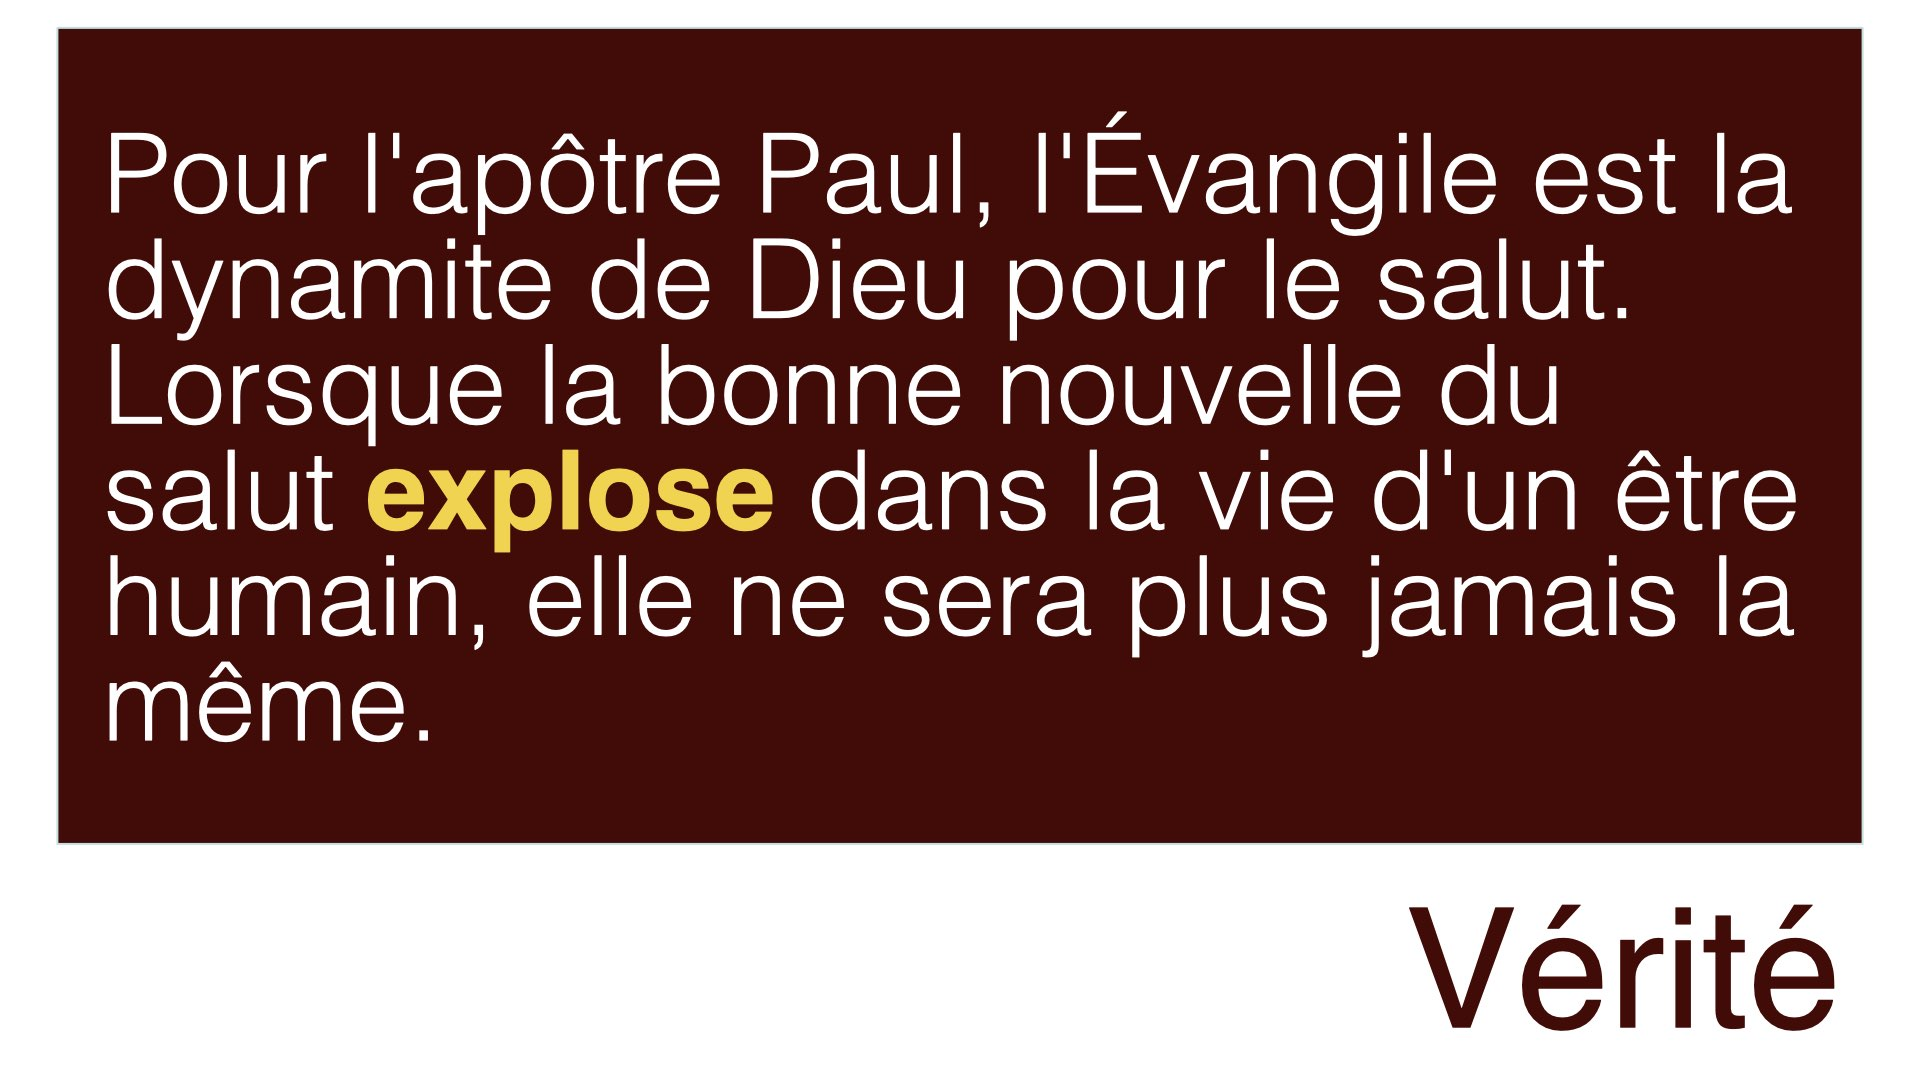 Pour l'apôtre Paul, l'Évangile est la
dynamite de Dieu pour le salut.
Lorsque la bonne nouvelle du
salut explose dans la vie d'un être
humain, elle ne sera plus jamais la
même.
Vérité